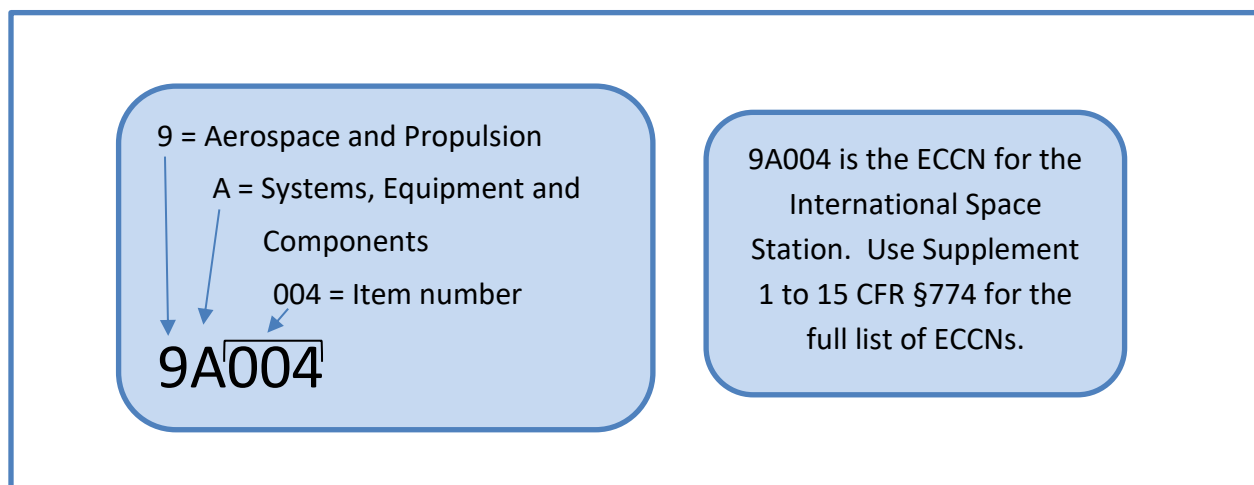 9 = Aerospace and Propulsion
A = Systems, Equipment and
Components
004 = Item number
9A004
9A004 is the ECCN for the
International Space
Station.  Use Supplement
1 to 15 CFR §774 for the
full list of ECCNs.